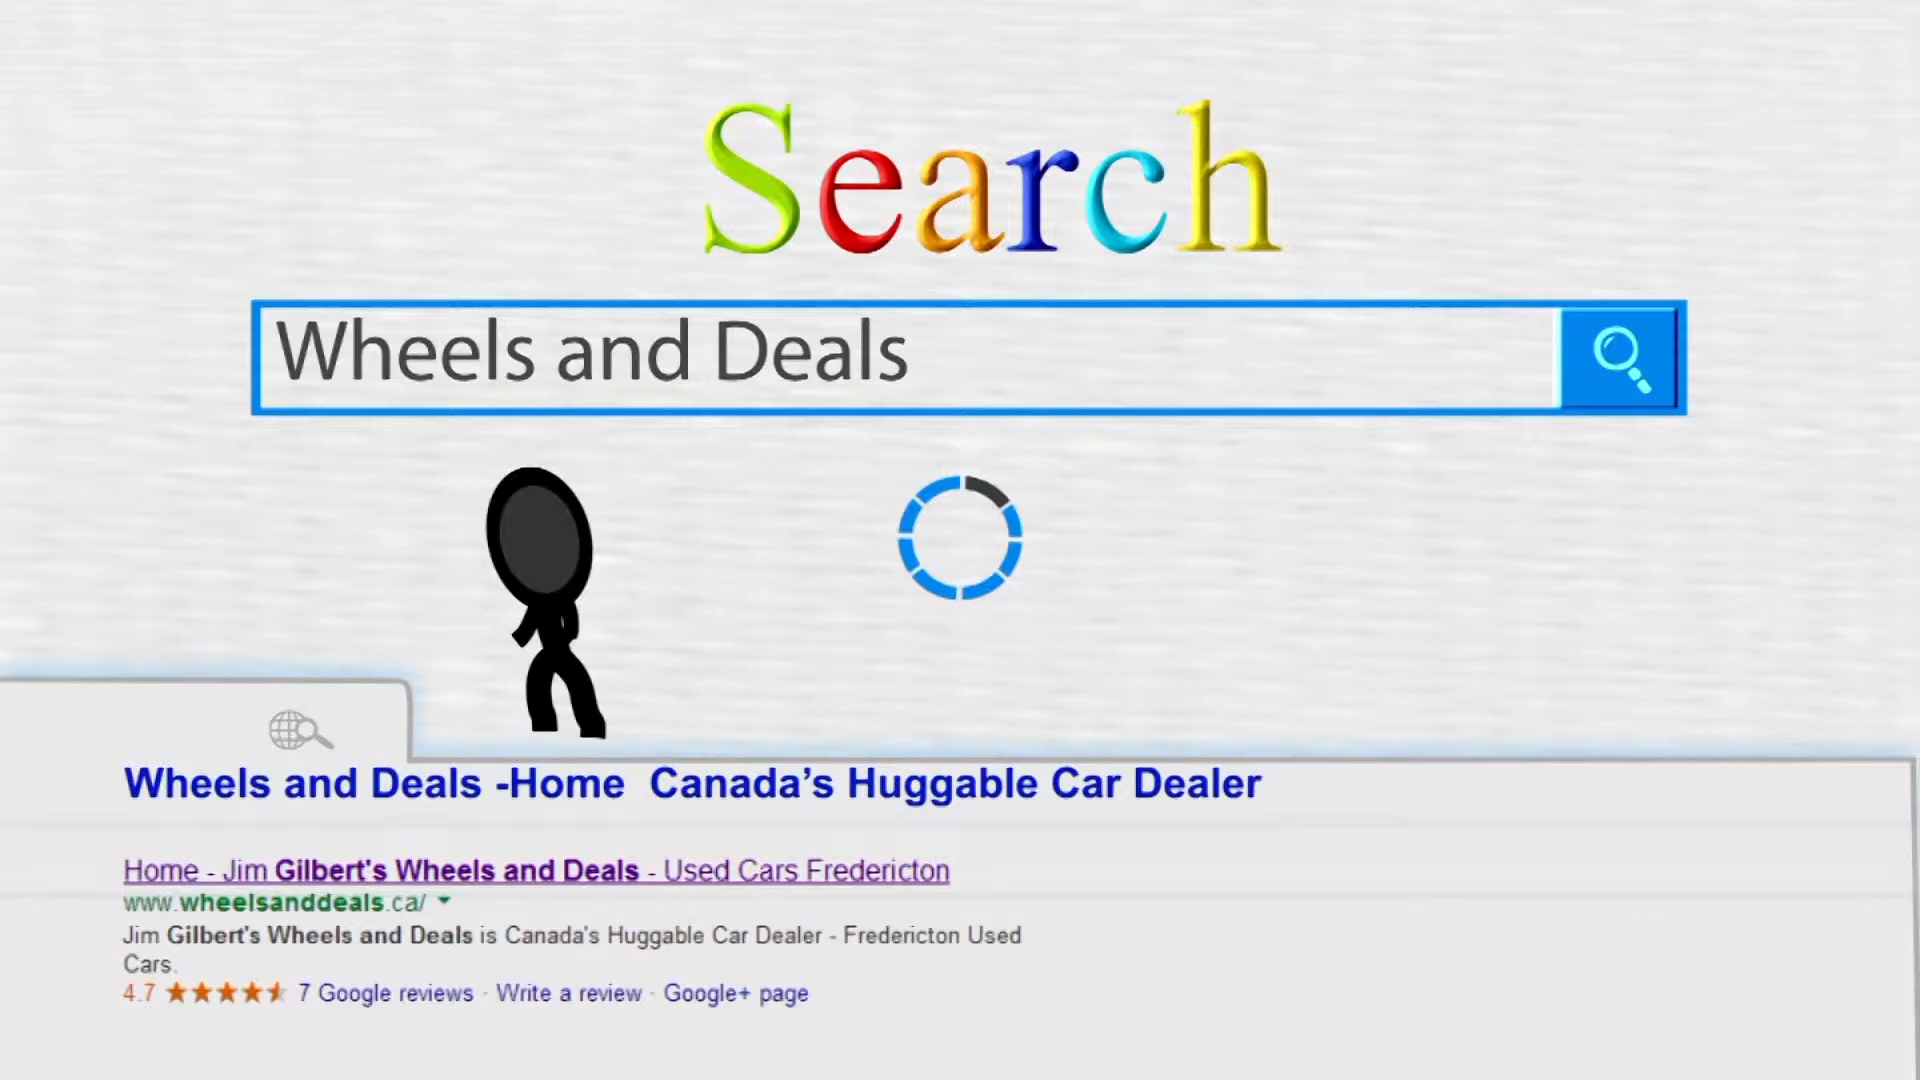 Search
Wheels and Deals
Wheels and Deals -Home  Canada’s Huggable Car Dealer
Home - Jim Gilbert's Wheels and Deals - Used Cars Fredericton
www.wheelsanddeals.ca/
Jim Gilbert's Wheels and Deals is Canada's Huggable Car Dealer - Fredericton Used
Cars.
4.7 ★★★★★ 7 Google reviews · Write a review · Google+ page